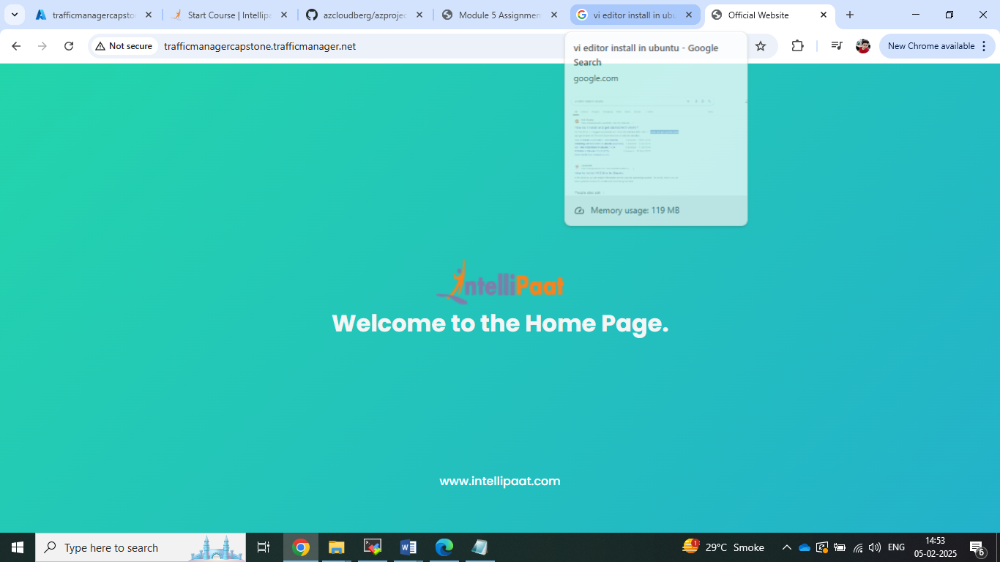 trafficmanagercapsto
Start Course | Intellipa
azcloudberg/azprojec
Module 5 Assignmen
vi editor install in ubu
Official Website
Not secure
trafficmanagercapstone.trafficmanager.net
New Chrome available
vi editor install in ubuntu - Google
Search
google.com
Memory usage: 119 MB
IntelliPaat
Welcome to the Home Page.
www.intellipaat.com
Type here to search
1
29°C Smoke
ENG
14:53
05-02-2025
6